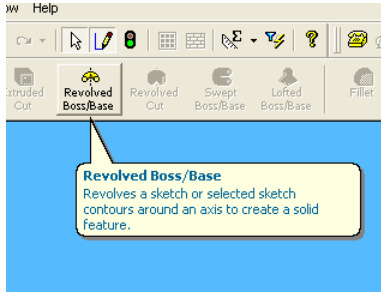 ow Help
xtruded Revolved Revolved Swept Lofted Fillet
Cut Boss/Base Cut Boss/Base Boss/Base
Revolved Boss/Base
Revolves a sketch or selected sketch
contours around an axis to create a solid
feature.